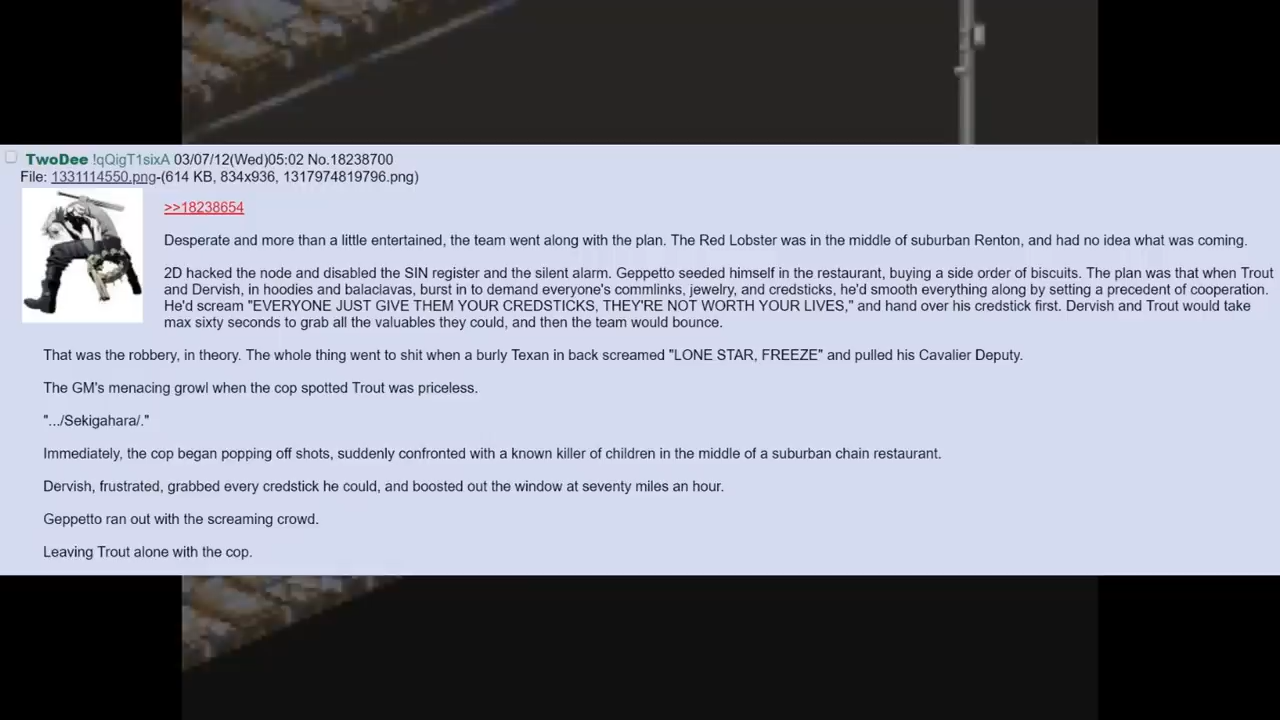 TwoDee !qQigT1sixA 03/07/12(Wed)05:02 No.18238700
File: 1331114550.png-(614 KB, 834x936, 1317974819796.png)
>>18238654
Desperate and more than a little entertained, the team went along with the plan. The Red Lobster was in the middle of suburban Renton, and had no idea what was coming.
2D hacked the node and disabled the SIN register and the silent alarm. Geppetto seeded himself in the restaurant, buying a side order of biscuits. The plan was that when Trout
and Dervish, in hoodies and balaclavas, burst in to demand everyone's commlinks, jewelry, and credsticks, he'd smooth everything along by setting a precedent of cooperation.
He'd scream "EVERYONE JUST GIVE THEM YOUR CREDSTICKS, THEY'RE NOT WORTH YOUR LIVES," and hand over his credstick first. Dervish and Trout would take
max sixty seconds to grab all the valuables they could, and then the team would bounce.
That was the robbery, in theory. The whole thing went to shit when a burly Texan in back screamed "LONE STAR, FREEZE" and pulled his Cavalier Deputy.
The GM's menacing growl when the cop spotted Trout was priceless.
".../Sekigahara/."
Immediately, the cop began popping off shots, suddenly confronted with a known killer of children in the middle of a suburban chain restaurant.
Dervish, frustrated, grabbed every credstick he could, and boosted out the window at seventy miles an hour.
Geppetto ran out with the screaming crowd.
Leaving Trout alone with the cop.